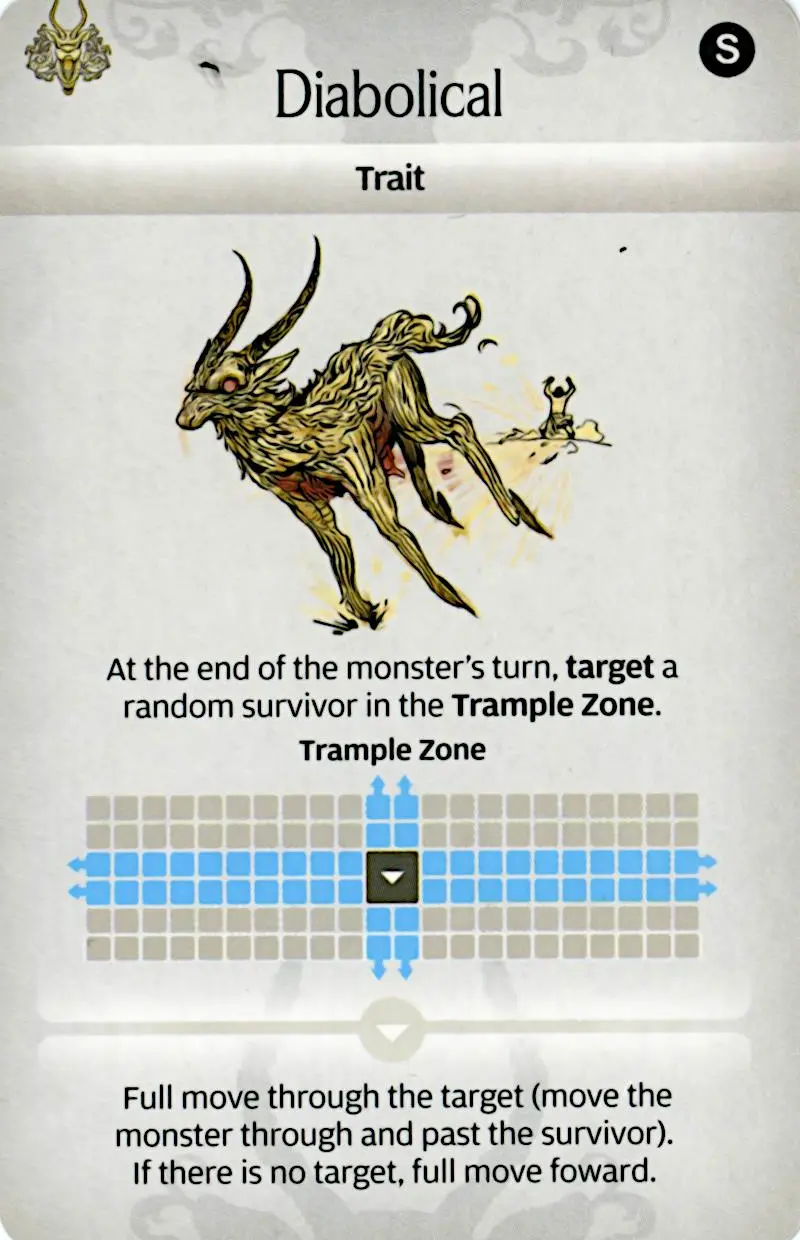 S
Diabolical
Trait
At the end of the monster's turn, target a
random survivor in the Trample Zone.
Trample Zone
Full move through the target (move the
monster through and past the survivor).
If there is no target, full move foward.